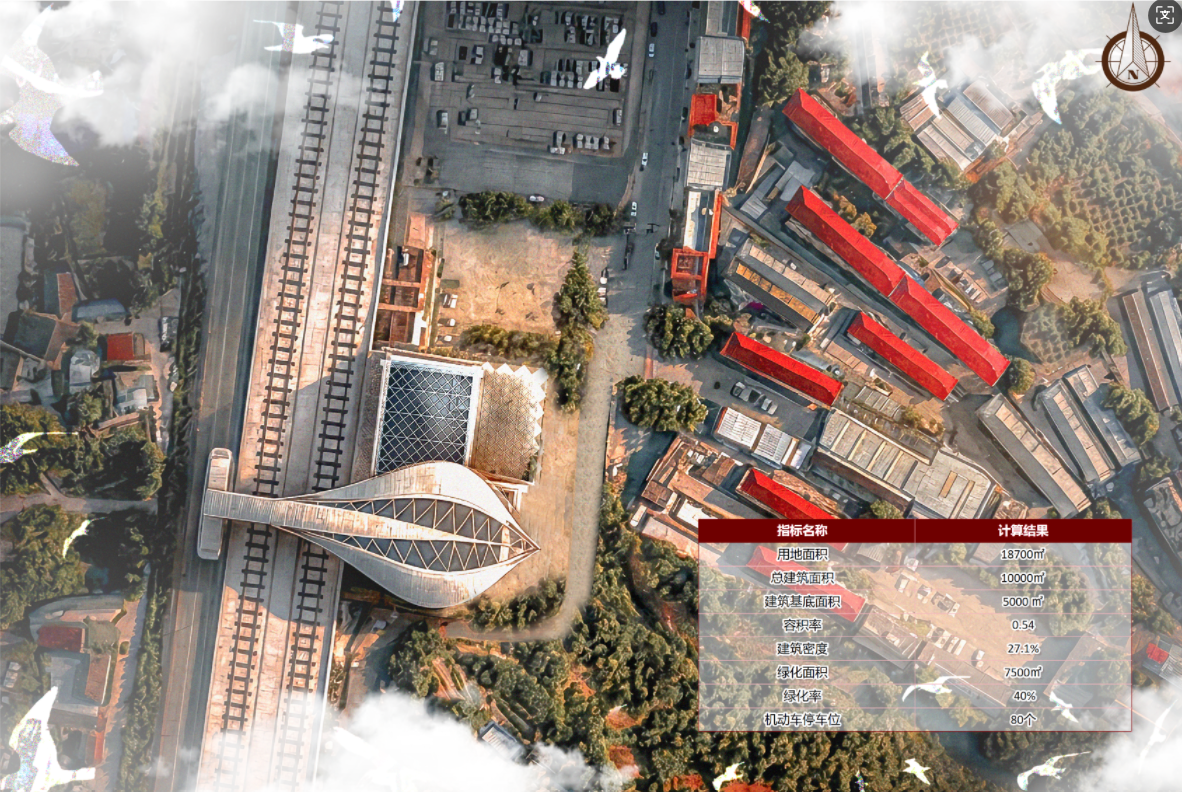 N
指标名称 计算结果
用地面积 18700㎡
总建筑面积 10000㎡
建筑基底面积 5000 ㎡
容积率 0.54
建筑密度 27.1%
绿化面积 7500㎡
绿化率 40%
机动车停车位 80个